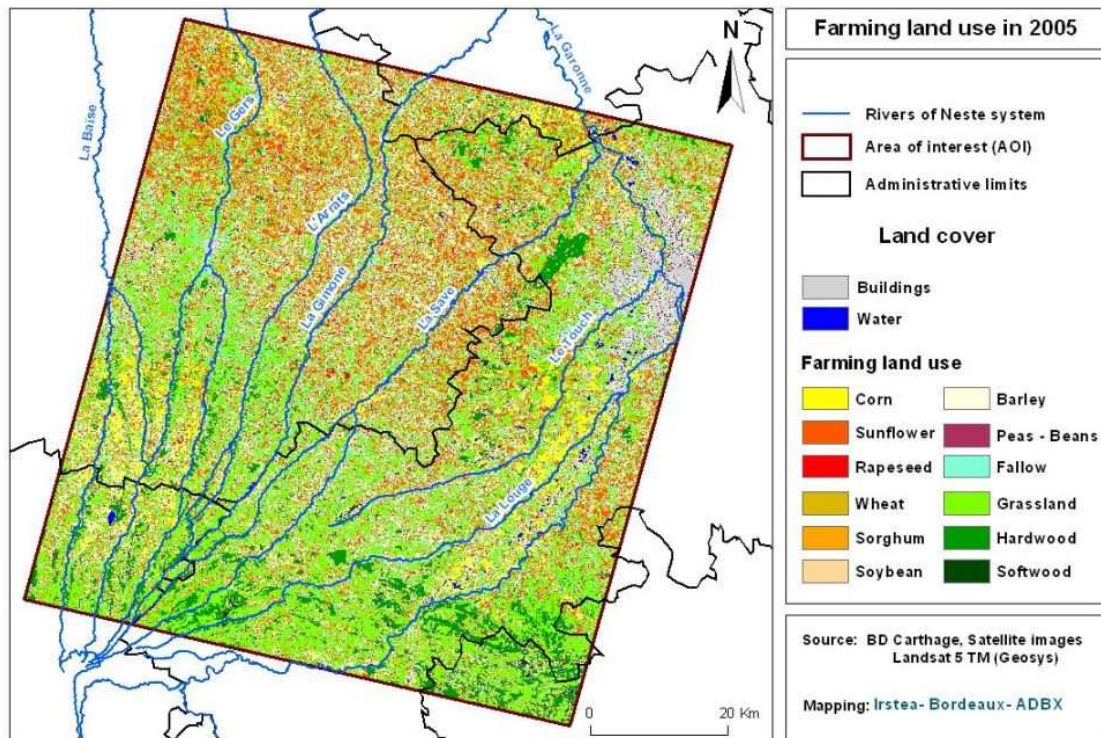 Farming land use in 2005
N
La Garonne
La Baïse
Le Gers
L'Arrats
La Gimone
La Save
Le Touch
La Louge
0 20 Km
Rivers of Neste system
Area of interest (AOI)
Administrative limits
Land cover
Buildings
Water
Farming land use
Corn
Sunflower
Rapeseed
Wheat
Sorghum
Soybean
Barley
Peas - Beans
Fallow
Grassland
Hardwood
Softwood
Source: BD Carthage, Satellite images
Landsat 5 TM (Geosys)
Mapping: Irstea- Bordeaux- ADBX